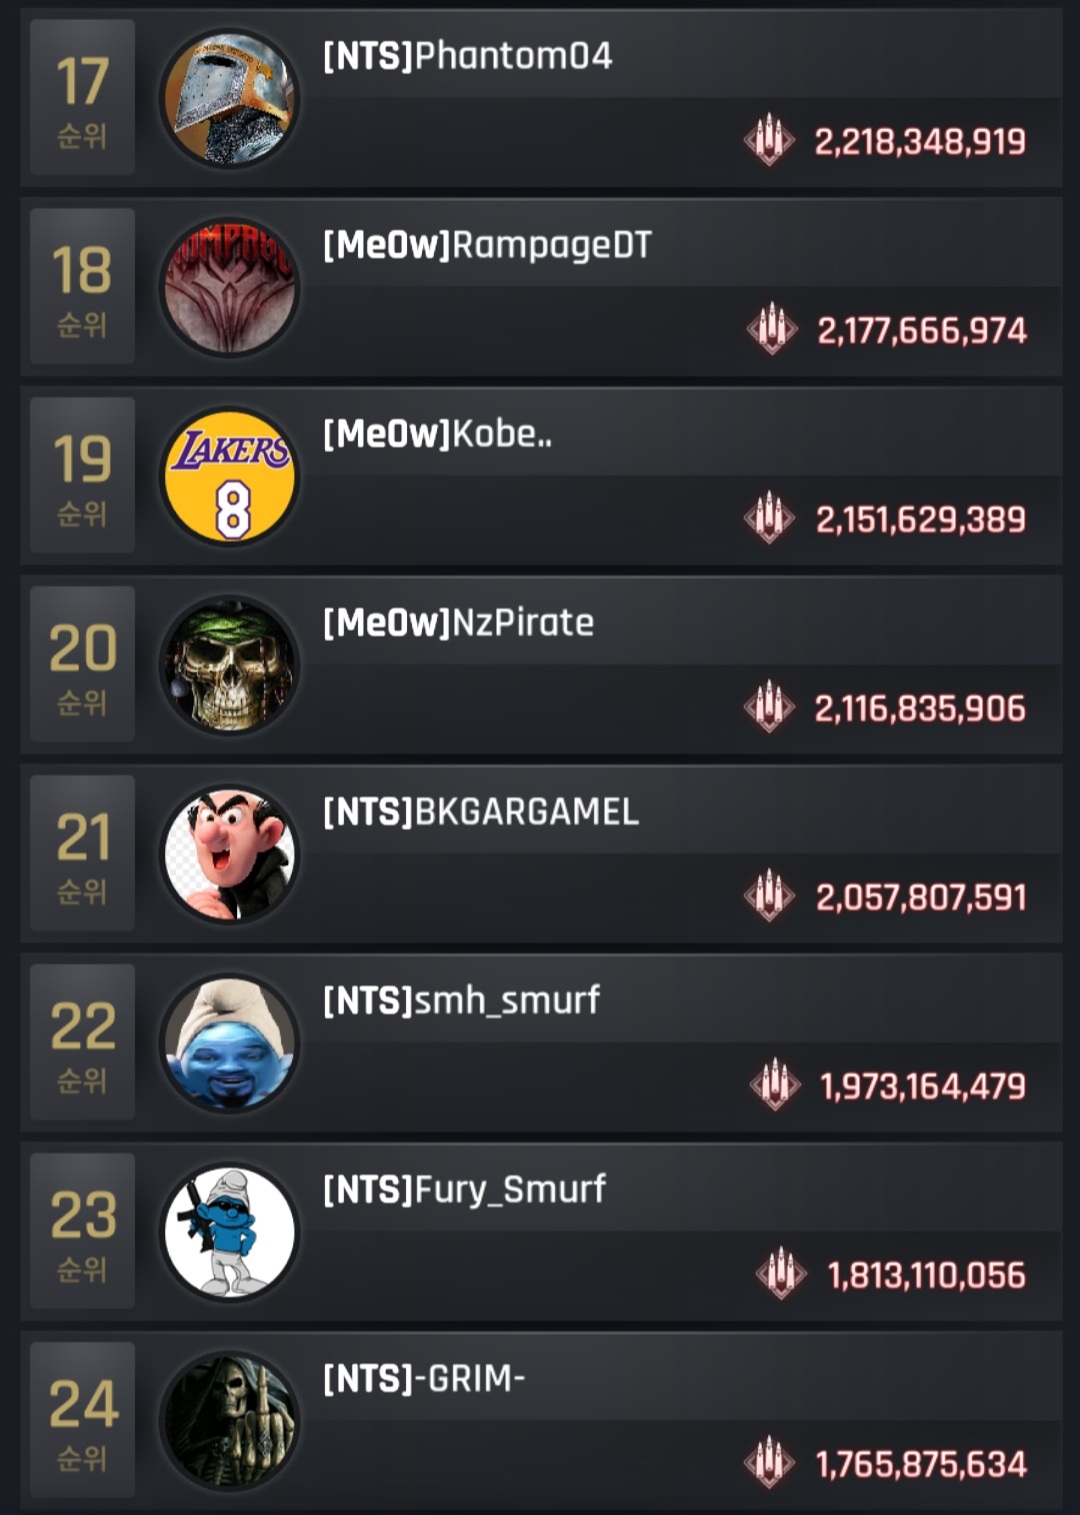 17
순위
[NTS]Phantom04
2,218,348,919
18
순위
[Me0w]RampageDT
2,177,666,974
19
순위
LAKERS
8
[Me0w]Kobe..
2,151,629,389
20
순위
[Me0w]NzPirate
2,116,835,906
21
순위
[NTS]BKGARGAMEL
2,057,807,591
22
순위
[NTS]smh_smurf
1,973,164,479
23
순위
[NTS]Fury_Smurf
1,813,110,056
24
순위
[NTS]-GRIM-
1,765,875,634